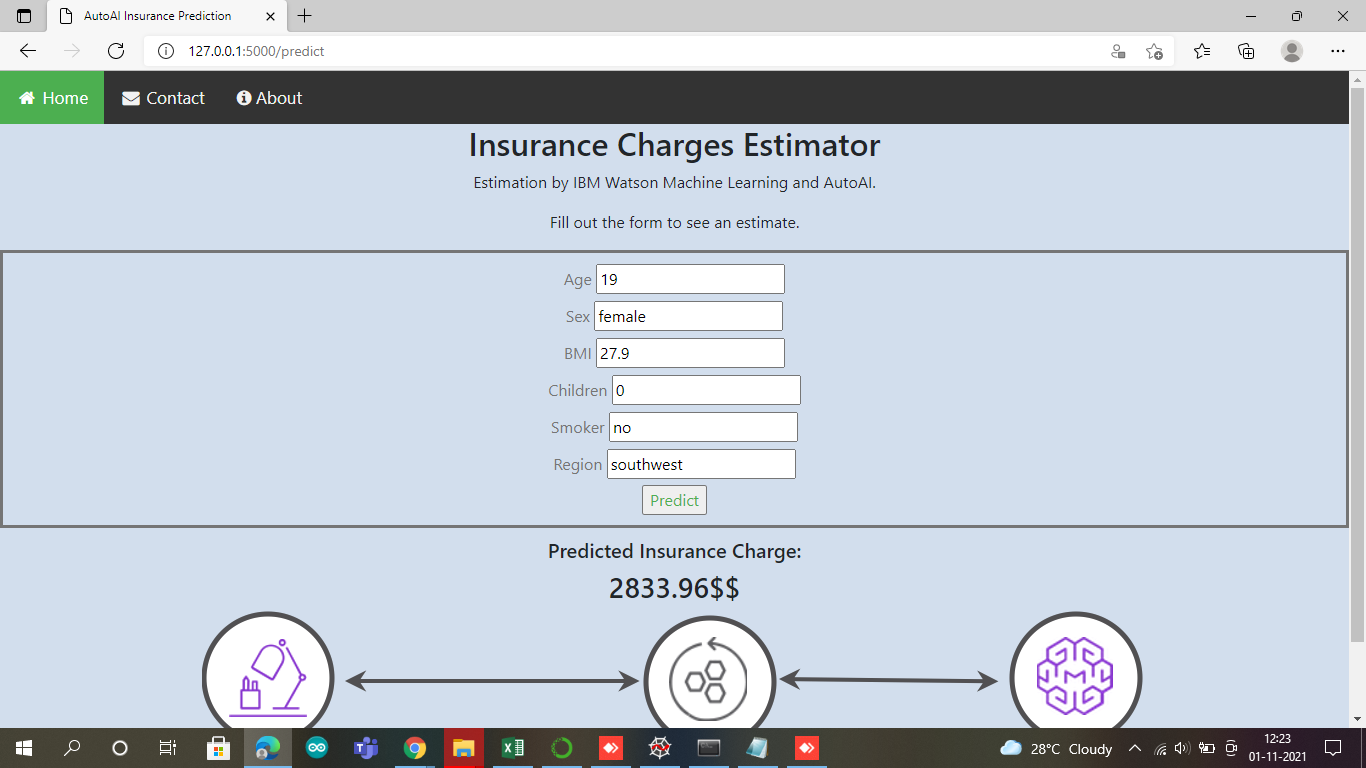 AutoAI Insurance Prediction
127.0.0.1:5000/predict
Home Contact About
Insurance Charges Estimator
Estimation by IBM Watson Machine Learning and AutoAI.
Fill out the form to see an estimate.
Age 19
Sex female
BMI 27.9
Children 0
Smoker no
Region southwest
Predict
Predicted Insurance Charge:
2833.96$$
M
28°C Cloudy
12:23
01-11-2021